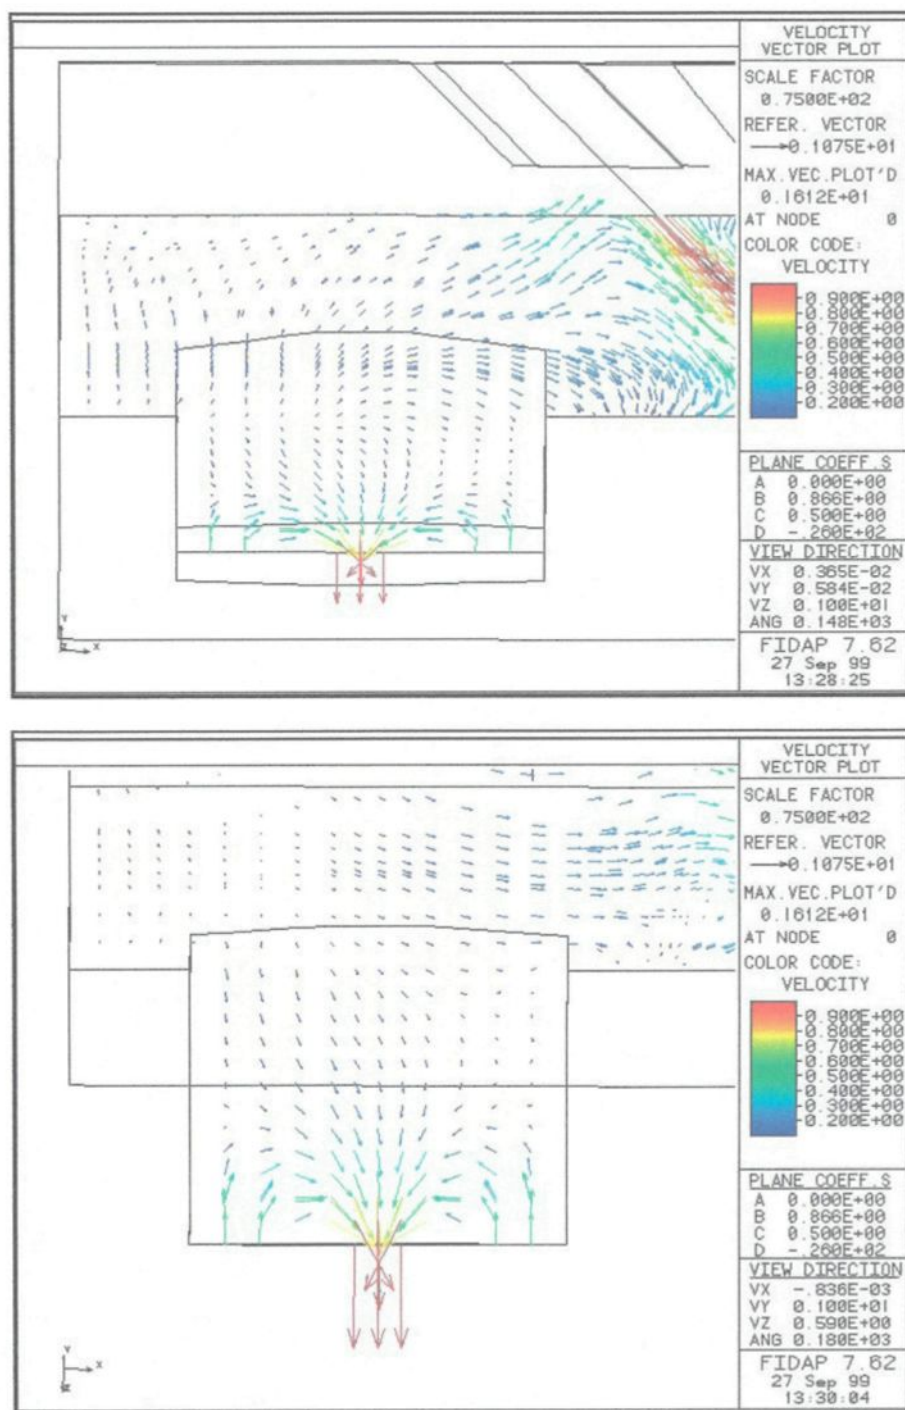 VELOCITY
VECTOR PLOT
SCALE FACTOR
0.7500E+02
REFER. VECTOR
0.1075E+01
MAX.VEC.PLOT'D
0.1612E+01
AT NODE 0
COLOR CODE:
VELOCITY
0.900E+00
0.800E+00
0.700E+00
0.600E+00
0.500E+00
0.400E+00
0.300E+00
0.200E+00
PLANE COEFF.S
A 0.000E+00
B 0.866E+00
C 0.500E+00
D -.260E+02
VIEW DIRECTION
VX 0.365E-02
VY 0.584E-02
VZ 0.100E+01
ANG 0.148E+03
FIDAP 7.62
27 Sep 99
13:28:25
Y
X
VELOCITY
VECTOR PLOT
SCALE FACTOR
0.7500E+02
REFER. VECTOR
0.1075E+01
MAX.VEC.PLOT'D
0.1612E+01
AT NODE 0
COLOR CODE:
VELOCITY
0.900E+00
0.800E+00
0.700E+00
0.600E+00
0.500E+00
0.400E+00
0.300E+00
0.200E+00
PLANE COEFF.S
A 0.000E+00
B 0.866E+00
C 0.500E+00
D -.260E+02
VIEW DIRECTION
VX -.836E-03
VY 0.100E+01
VZ 0.590E+00
ANG 0.180E+03
FIDAP 7.62
27 Sep 99
13:30:04
Y
X